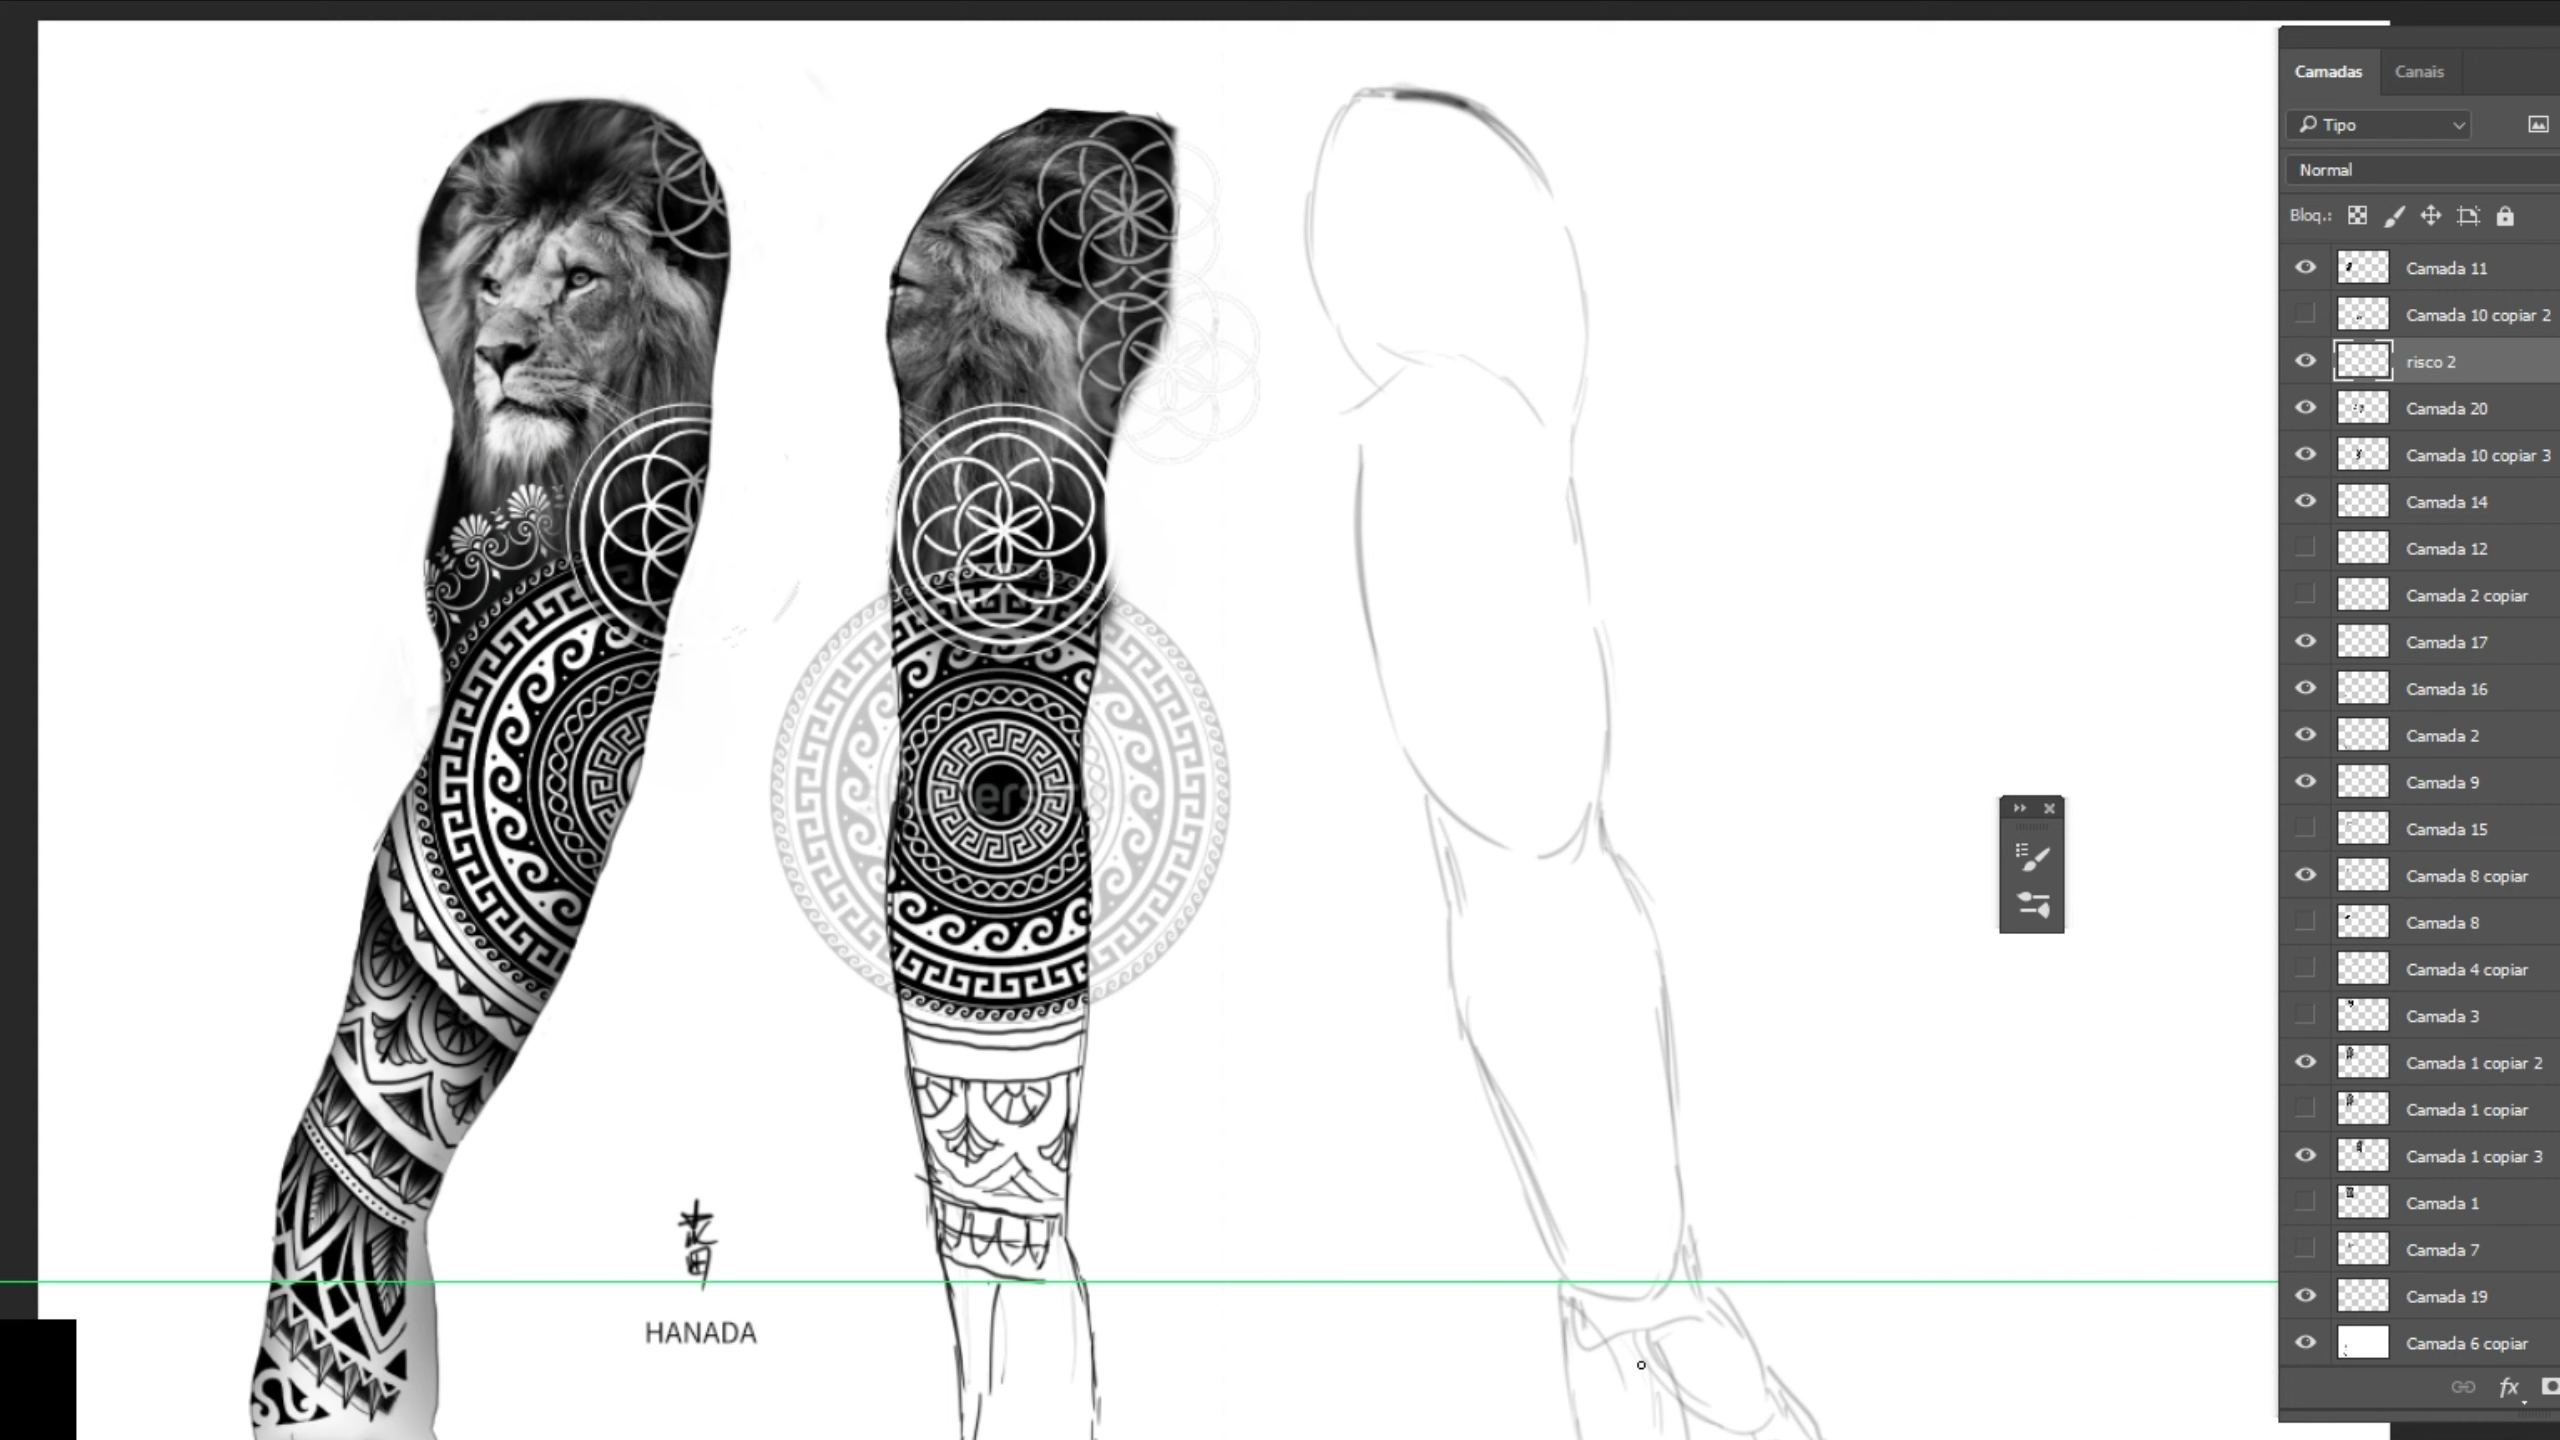 Camadas
Canais
Tipo
Normal
Bloq.:
Camada 11
Camada 10 copiar 2
risco 2
Camada 20
Camada 10 copiar 3
Camada 14
Camada 12
Camada 2 copiar
Camada 17
Camada 16
Camada 2
Camada 9
Camada 15
Camada 8 copiar
Camada 8
Camada 4 copiar
Camada 3
Camada 1 copiar 2
Camada 1 copiar
Camada 1 copiar 3
Camada 1
Camada 7
Camada 19
Camada 6 copiar
fx
HANADA